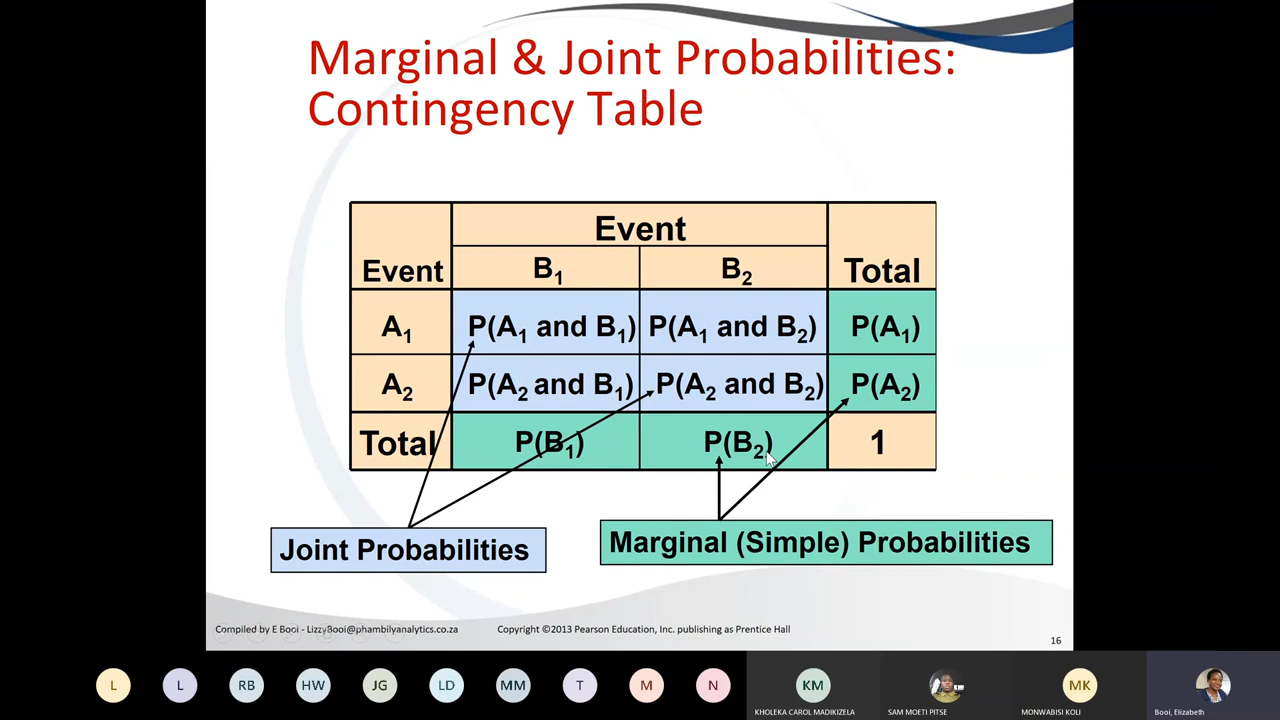 Marginal & Joint Probabilities:
Contingency Table
Event
Event B₁ B₂ Total
A₁ P(A₁ and B₁) P(A₁ and B₂) P(A₁)
A₂ P(A₂ and B₁) P(A₂ and B₂) P(A₂)
Total P(B₁) P(B₂) 1
Joint Probabilities
Marginal (Simple) Probabilities
Compiled by E Booi - LizzyBooi@phambilyanalytics.co.za
Copyright ©2013 Pearson Education, Inc. publishing as Prentice Hall
16
L L RB HW JG LD MM T M N KM MK
KHOLEKA CAROL MADIKIZELA
SAM MOETI PITSE
MONWABISI KOLI
Booi, Elizabeth